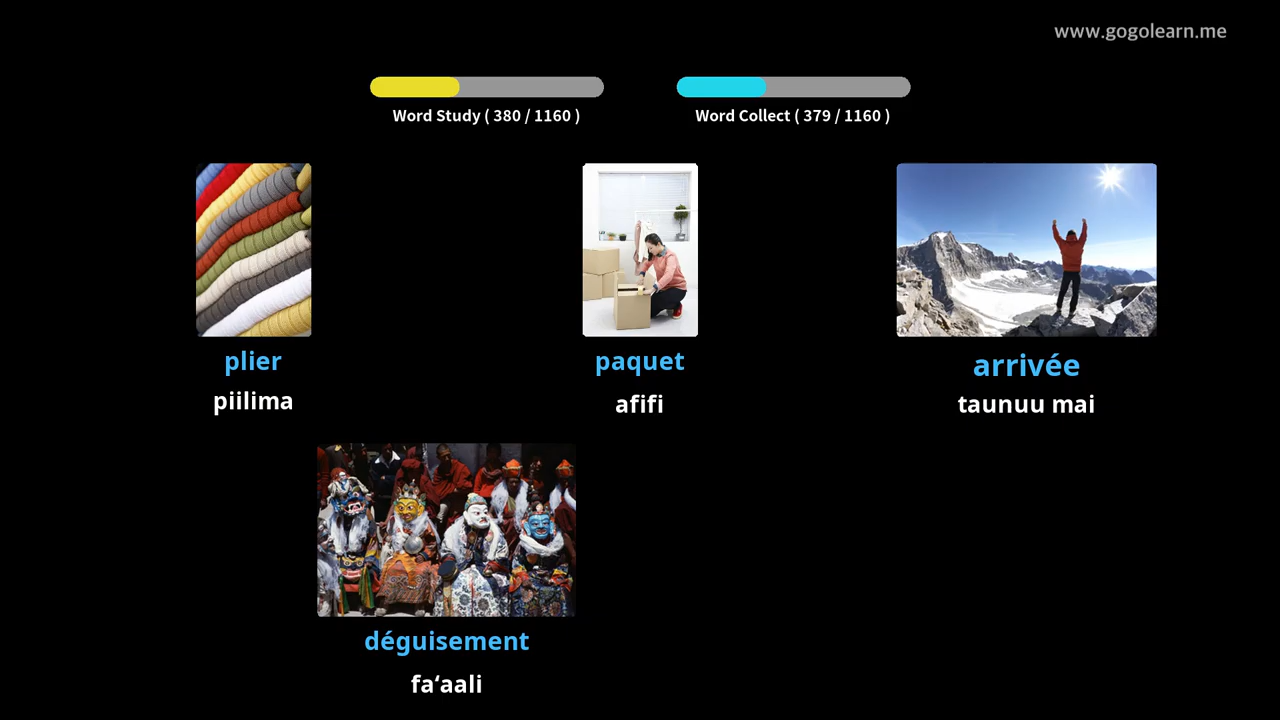 www.gogolearn.me
Word Study ( 380 / 1160 )
Word Collect ( 379 / 1160 )
plier
piilima
paquet
afifi
arrivée
taunuu mai
déguisement
fa‘aali